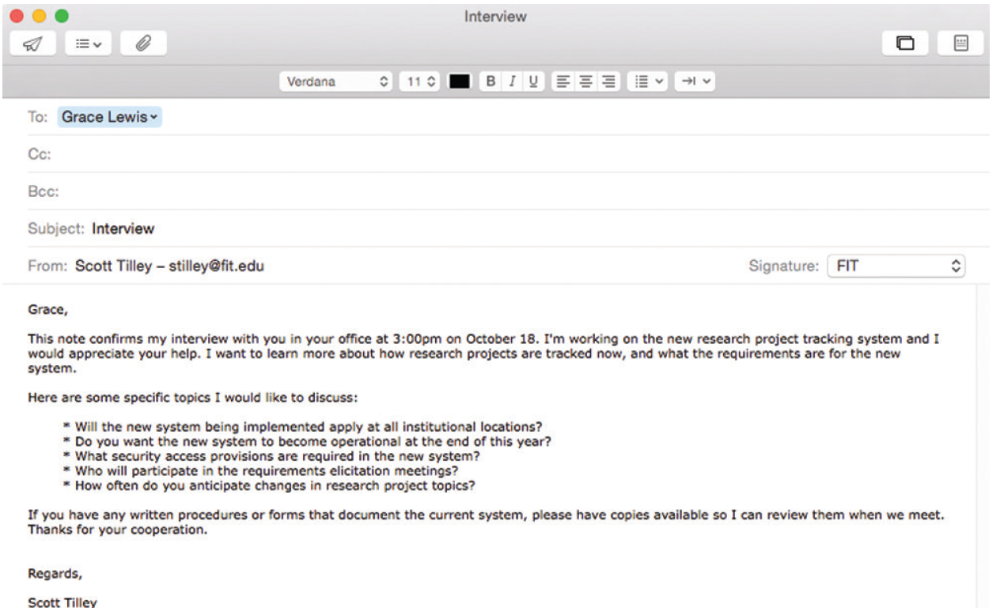 Interview
Verdana 11 B I U
To: Grace Lewis
Cc:
Bcc:
Subject: Interview
From: Scott Tilley – stilley@fit.edu Signature: FIT
Grace,
This note confirms my interview with you in your office at 3:00pm on October 18. I'm working on the new research project tracking system and I
would appreciate your help. I want to learn more about how research projects are tracked now, and what the requirements are for the new
system.
Here are some specific topics I would like to discuss:
* Will the new system being implemented apply at all institutional locations?
* Do you want the new system to become operational at the end of this year?
* What security access provisions are required in the new system?
* Who will participate in the requirements elicitation meetings?
* How often do you anticipate changes in research project topics?
If you have any written procedures or forms that document the current system, please have copies available so I can review them when we meet.
Thanks for your cooperation.
Regards,
Scott Tilley